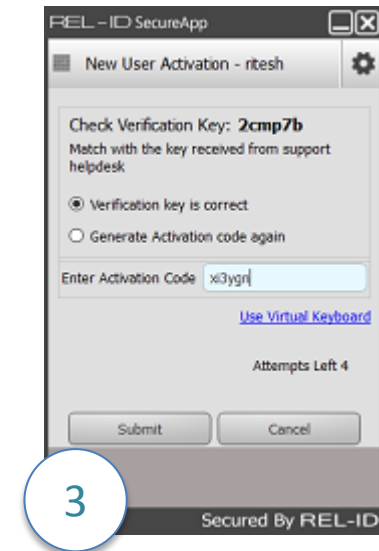 REL-ID SecureApp
New User Activation - ritesh
Check Verification Key: 2cmp7b
Match with the key received from support
helpdesk
Verification key is correct
Generate Activation code again
Enter Activation Code xi3ygn
Use Virtual Keyboard
Attempts Left 4
Submit Cancel
3
Secured By REL-ID